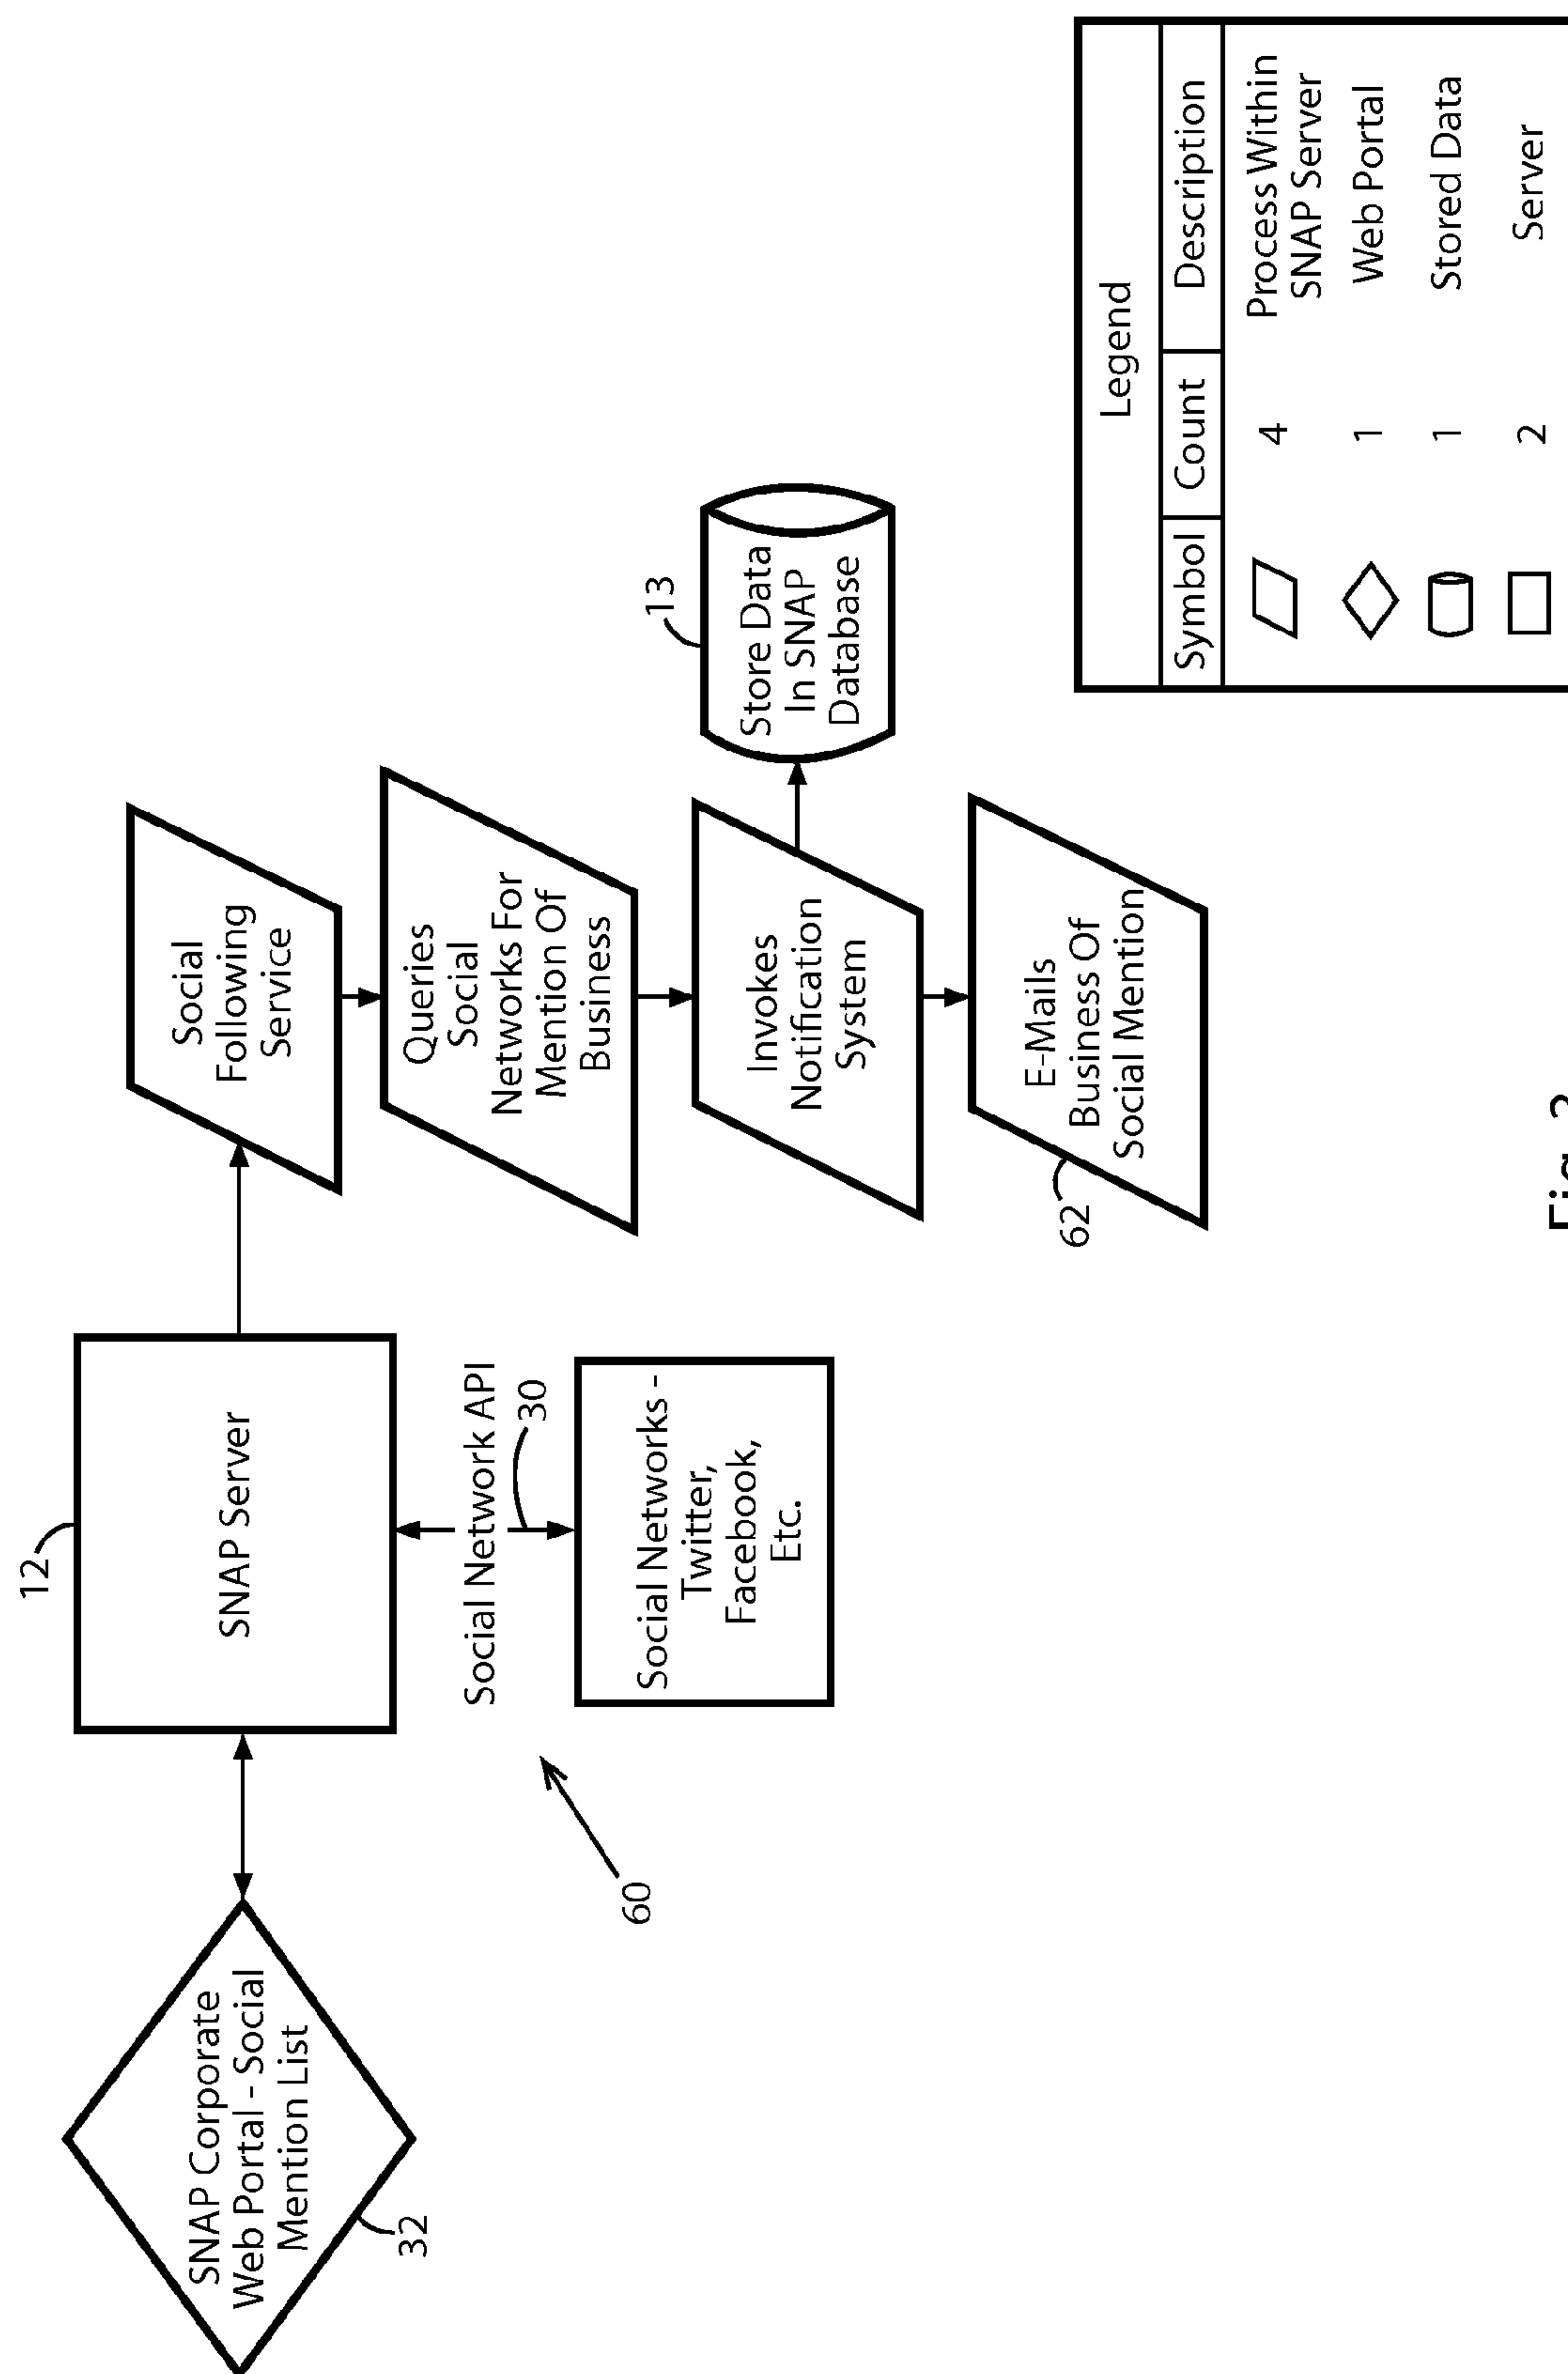 12
SNAP Corporate
Web Portal - Social
Mention List
32
SNAP Server
Social Network API
30
Social Networks -
Twitter,
Facebook,
Etc.
60
Social
Following
Service
Queries
Social
Networks For
Mention Of
Business
Invokes
Notification
System
13
Store Data
In SNAP
Database
E-Mails
Business Of
Social Mention
62
Legend
Symbol Count Description
4 Process Within
SNAP Server
1 Web Portal
1 Stored Data
2 Server
Fig.